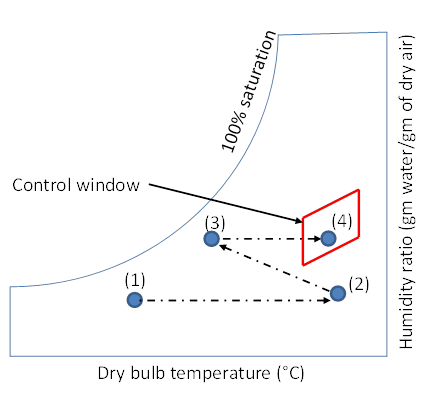 100% saturation
Control window
(3)
(4)
(1)
(2)
Humidity ratio (gm water/gm of dry air)
Dry bulb temperature (°C)